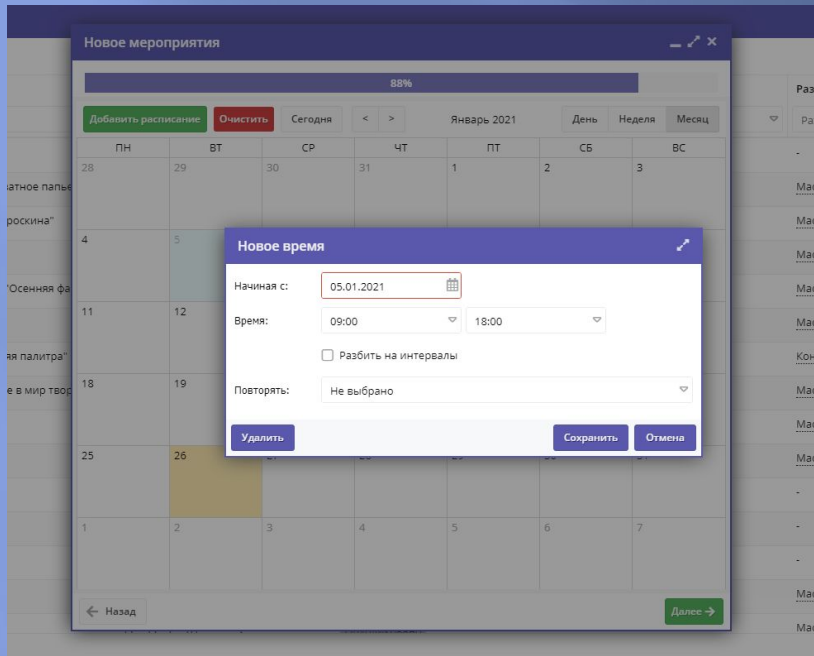 Новое мероприятия
88%
Раз
Добавить расписание Очистить Сегодня < > Январь 2021 День Неделя Месяц
Ра
ПН ВТ СР ЧТ ПТ СБ ВС
28 29 30 31 1 2 3
-
атное папье
Мас
роскина"
Мас
4 5
Новое время
Мас
Начиная с: 05.01.2021
"Осенняя фа
Мас
11 12
Время: 09:00 18:00
Мас
Разбить на интервалы
яя палитра"
Кон
18 19
е в мир твор
Повторять: Не выбрано
Мас
Мас
Удалить Сохранить Отмена
25 26
Мас
-
1 2 3 4 5 6 7
-
-
Мас
← Назад Далее →
Мас